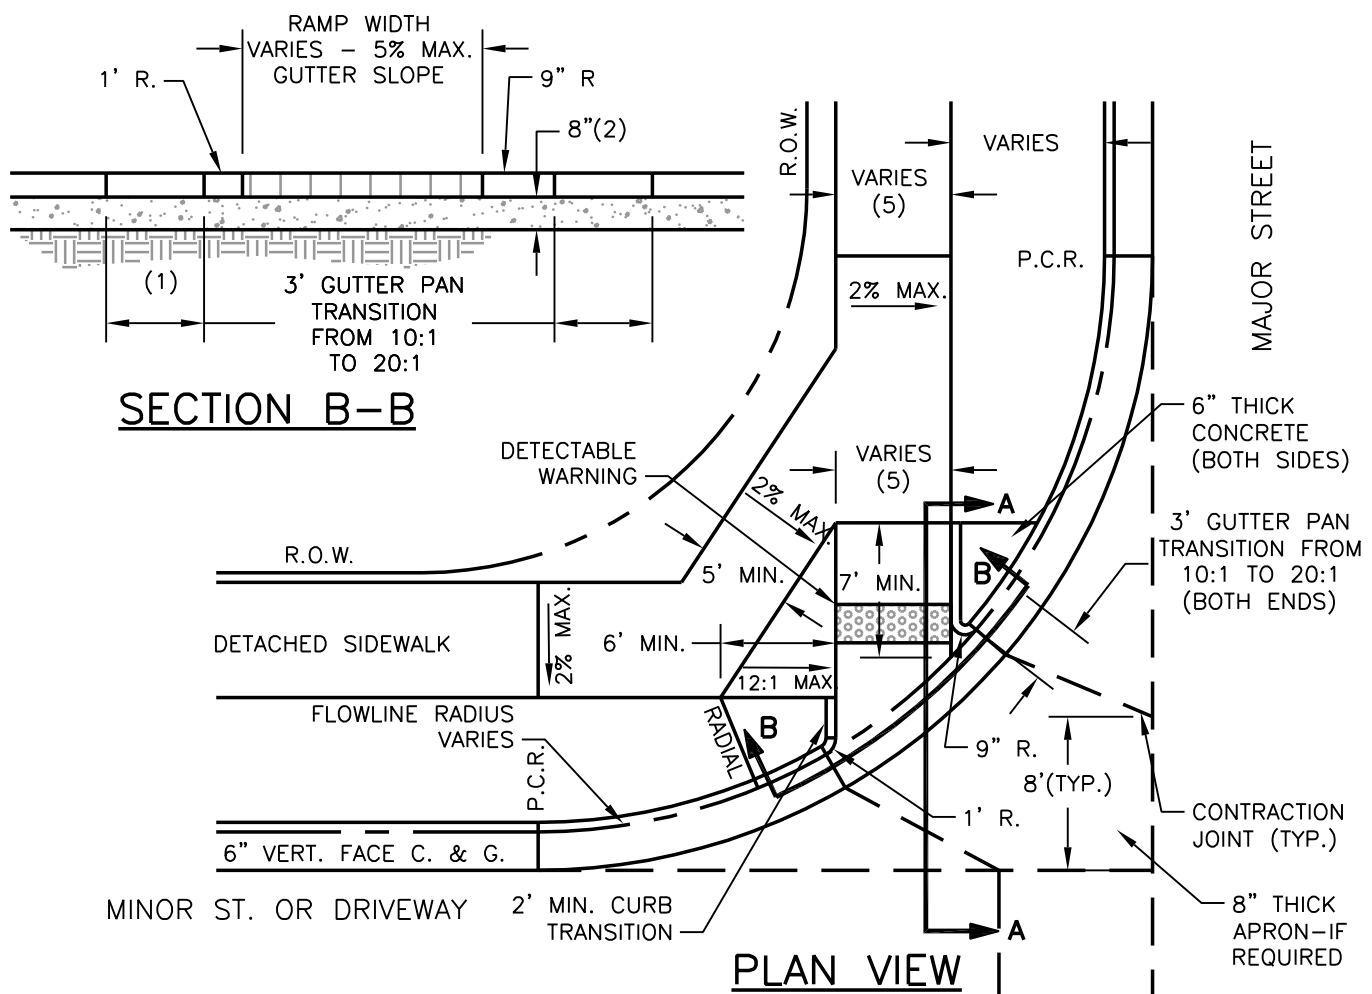 RAMP WIDTH
VARIES – 5% MAX.
GUTTER SLOPE
1' R.
9" R
8"(2)
(1)
3' GUTTER PAN
TRANSITION
FROM 10:1
TO 20:1
SECTION B–B
R.O.W.
VARIES
(5)
VARIES
MAJOR STREET
P.C.R.
2% MAX.
6" THICK
CONCRETE
(BOTH SIDES)
DETECTABLE
WARNING
VARIES
(5)
2% MAX.
A
3' GUTTER PAN
TRANSITION FROM
10:1 TO 20:1
(BOTH ENDS)
R.O.W.
5' MIN.
7' MIN.
B
2% MAX.
DETACHED SIDEWALK
6' MIN.
12:1 MAX
FLOWLINE RADIUS
VARIES
RADIAL
B
P.C.R.
9" R.
8'(TYP.)
1' R.
CONTRACTION
JOINT (TYP.)
6" VERT. FACE C. & G.
MINOR ST. OR DRIVEWAY
2' MIN. CURB
TRANSITION
A
8" THICK
APRON–IF
REQUIRED
PLAN VIEW